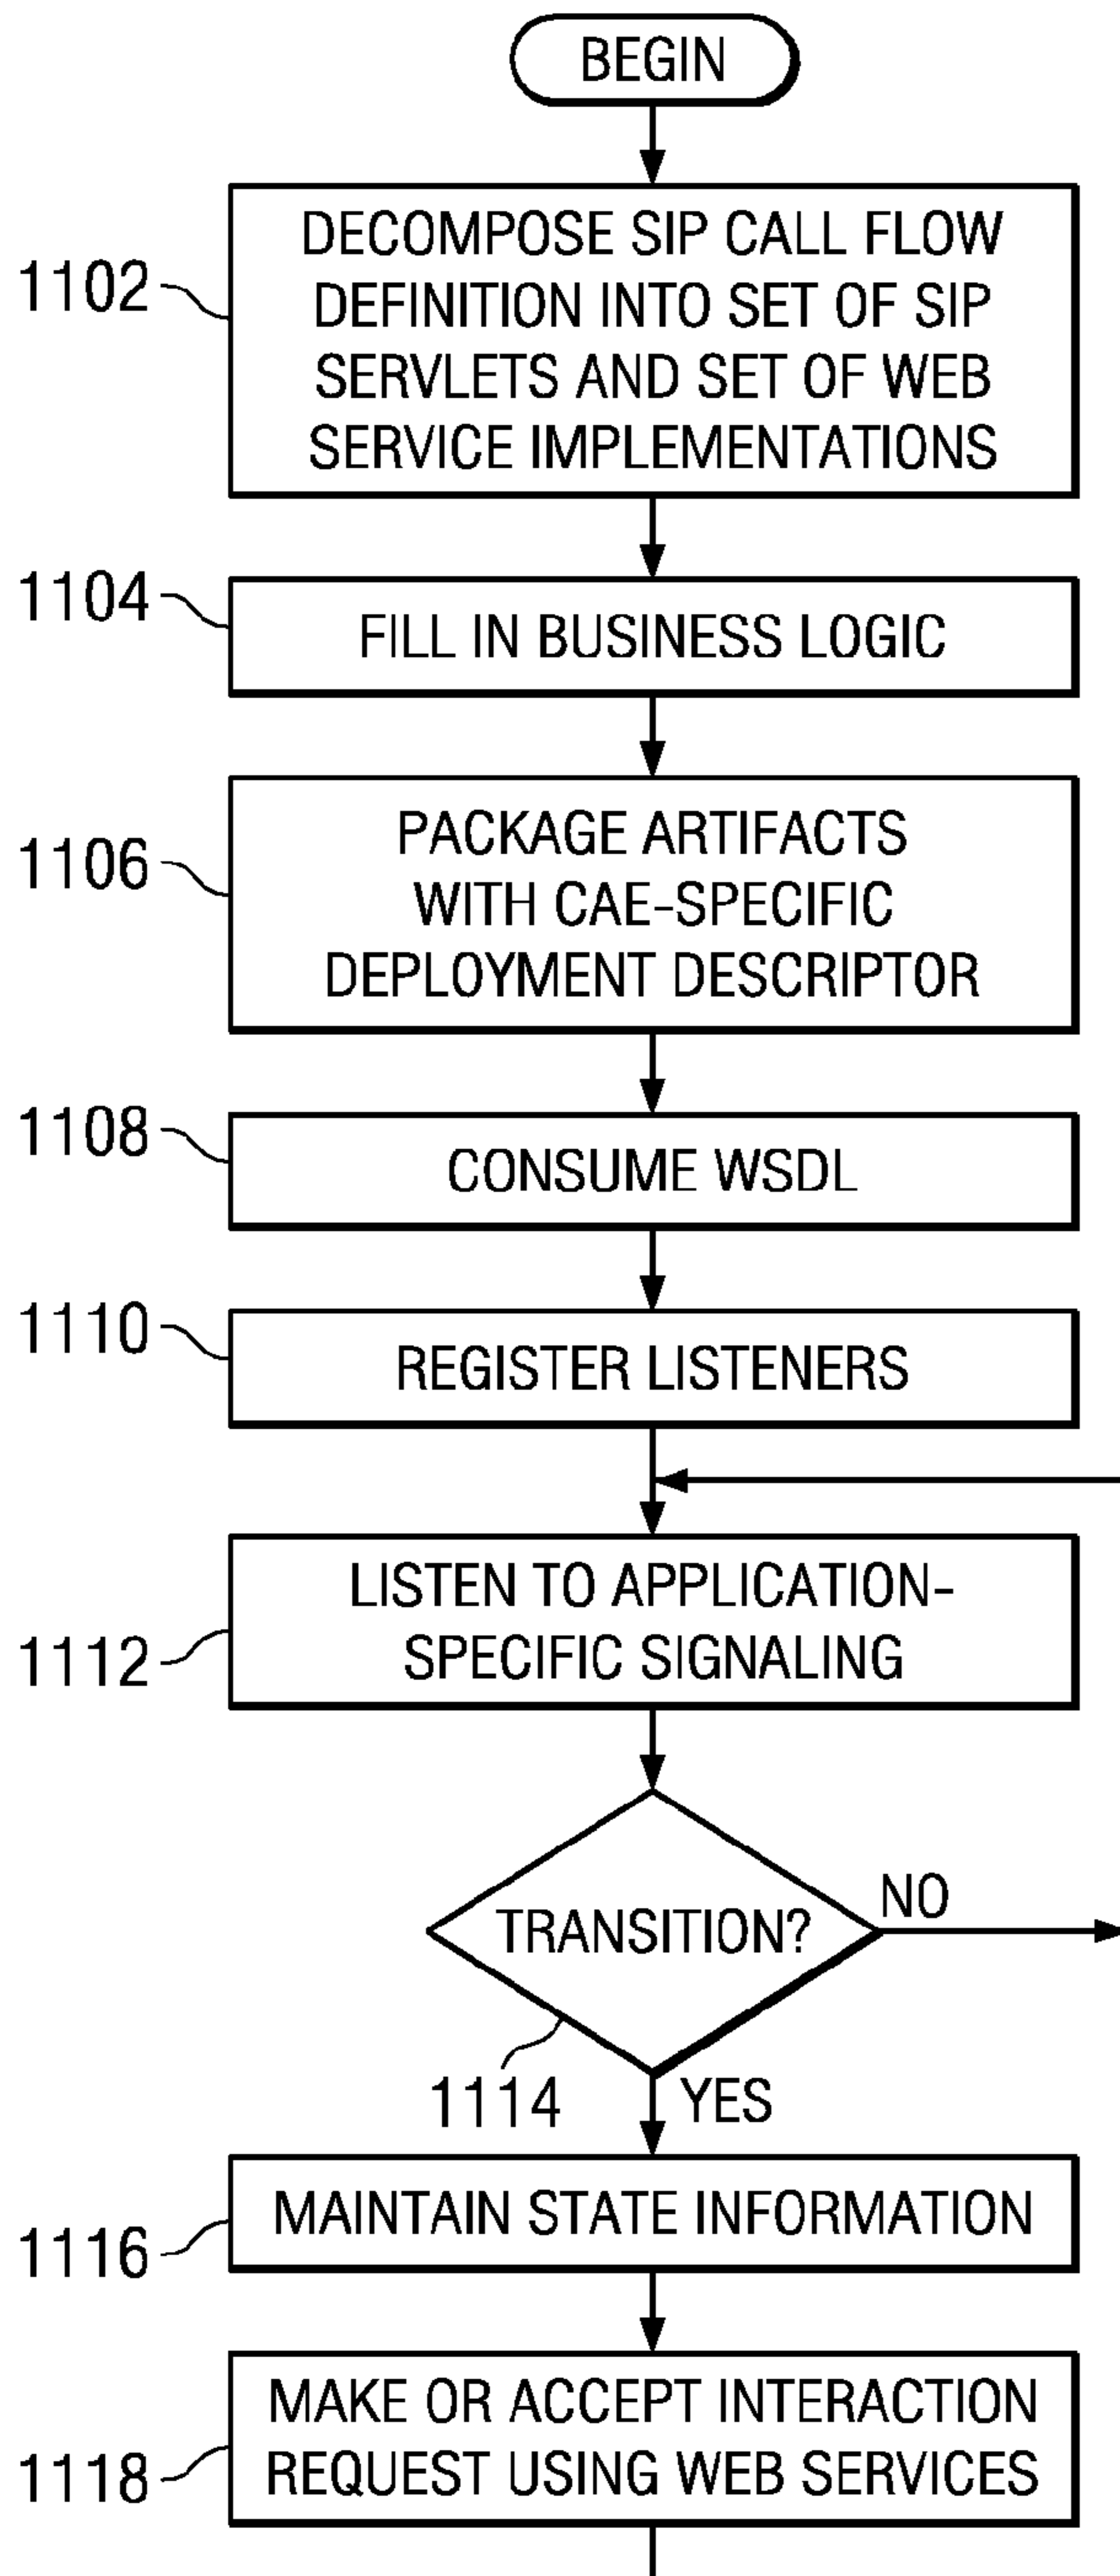 BEGIN
1102
DECOMPOSE SIP CALL FLOW
DEFINITION INTO SET OF SIP
SERVLETS AND SET OF WEB
SERVICE IMPLEMENTATIONS
1104
FILL IN BUSINESS LOGIC
1106
PACKAGE ARTIFACTS
WITH CAE-SPECIFIC
DEPLOYMENT DESCRIPTOR
1108
CONSUME WSDL
1110
REGISTER LISTENERS
1112
LISTEN TO APPLICATION-
SPECIFIC SIGNALING
TRANSITION?
NO
1114
YES
1116
MAINTAIN STATE INFORMATION
1118
MAKE OR ACCEPT INTERACTION
REQUEST USING WEB SERVICES